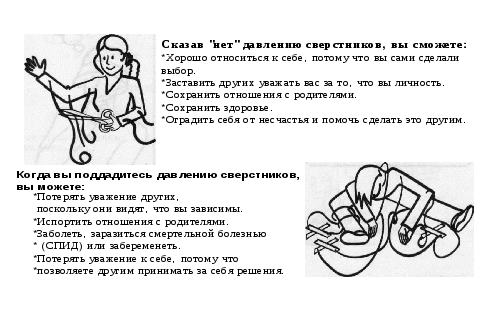 Сказав "нет" давлению сверстников, вы сможете:
*Хорошо относиться к себе, потому что вы сами сделали
выбор.
*Заставить других уважать вас за то, что вы личность.
*Сохранить отношения с родителями.
*Сохранить здоровье.
*Оградить себя от несчастья и помочь сделать это другим.
Когда вы поддадитесь давлению сверстников,
вы можете:
*Потерять уважение других,
поскольку они видят, что вы зависимы.
*Испортить отношения с родителями.
*Заболеть, заразиться смертельной болезнью
* (СПИД) или забеременеть.
*Потерять уважение к себе, потому что
*позволяете другим принимать за себя решения.